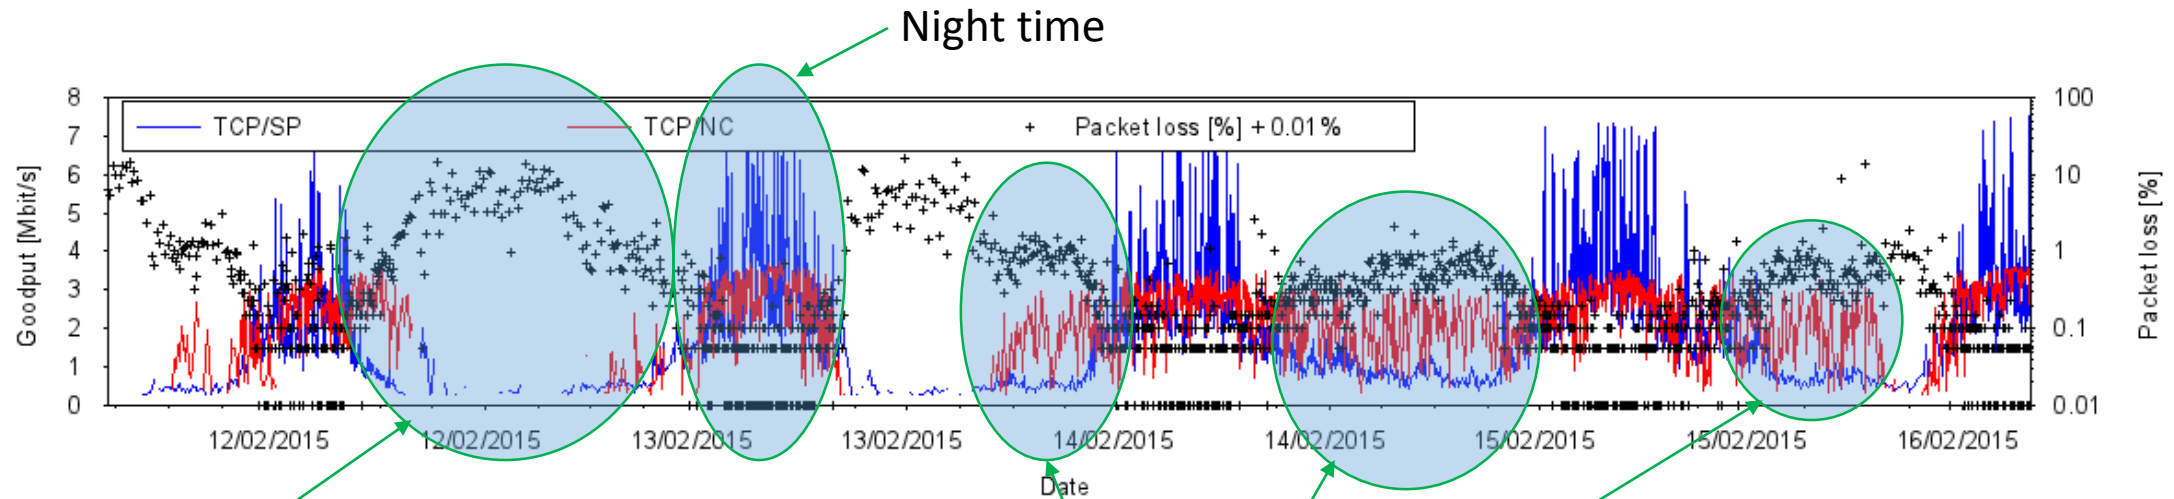 Night time
TCP/SP
TCP/NC
Packet loss [%] + 0.01%
Goodput [Mbit/s]
8
7
6
5
4
3
2
1
0
100
10
1
0.1
0.01
Packet loss [%]
12/02/2015 12/02/2015 13/02/2015 13/02/2015 14/02/2015 14/02/2015 15/02/2015 15/02/2015 16/02/2015
Date